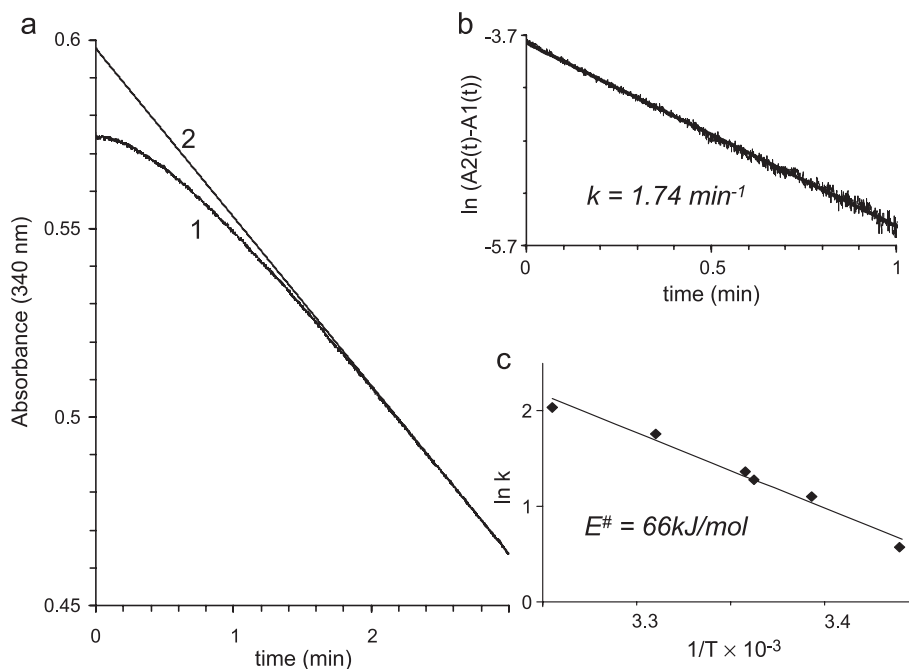 a
0.6
0.55
0.5
0.45
Absorbance (340 nm)
2
1
0
1
2
time (min)
b
-3.7
-5.7
ln (A2(t)-A1(t))
k = 1.74 min-1
0
0.5
1
time (min)
c
2
1
0
ln k
E# = 66kJ/mol
3.3
3.4
1/T × 10-3